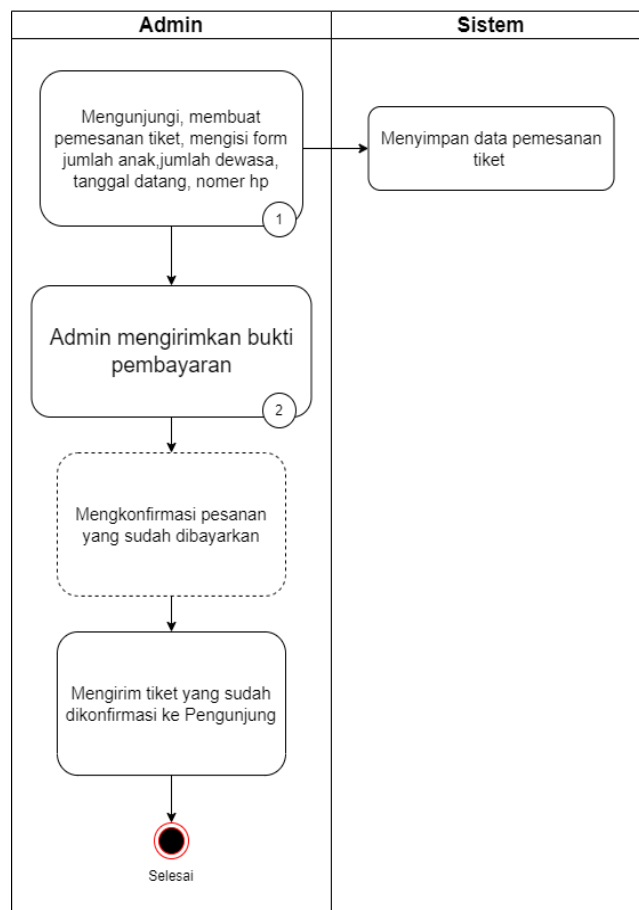 Admin
Sistem
Mengunjungi, membuat
pemesanan tiket, mengisi form
jumlah anak,jumlah dewasa,
tanggal datang, nomer hp
1
Menyimpan data pemesanan
tiket
Admin mengirimkan bukti
pembayaran
2
Mengkonfirmasi pesanan
yang sudah dibayarkan
Mengirim tiket yang sudah
dikonfirmasi ke Pengunjung
Selesai